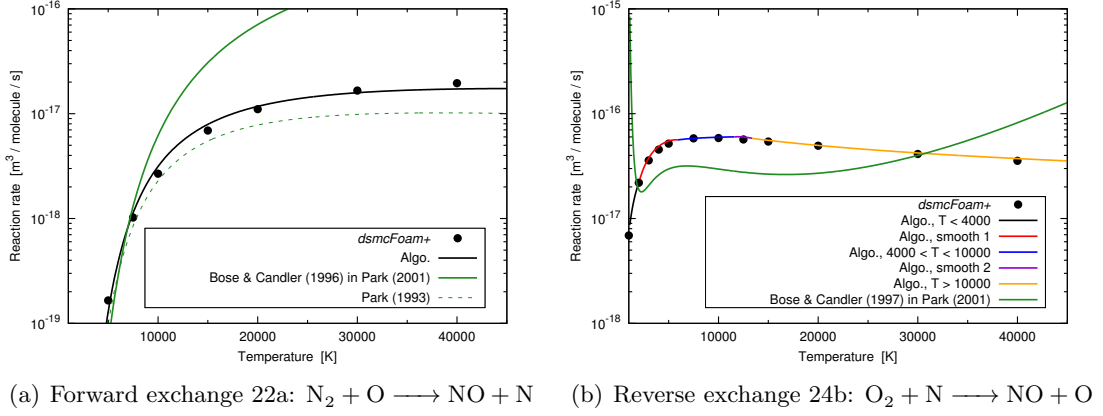 10^-16
10^-17
10^-18
10^-19
Reaction rate [m^3 / molecule / s]
10000
20000
30000
40000
Temperature [K]
dsmcFoam+
Algo.
Bose & Candler (1996) in Park (2001)
Park (1993)
(a) Forward exchange 22a: N₂ + O ⟶ NO + N
10^-15
10^-16
10^-17
10^-18
Reaction rate [m^3 / molecule / s]
10000
20000
30000
40000
Temperature [K]
dsmcFoam+
Algo., T < 4000
Algo., smooth 1
Algo., 4000 < T < 10000
Algo., smooth 2
Algo., T > 10000
Bose & Candler (1997) in Park (2001)
(b) Reverse exchange 24b: O₂ + N ⟶ NO + O